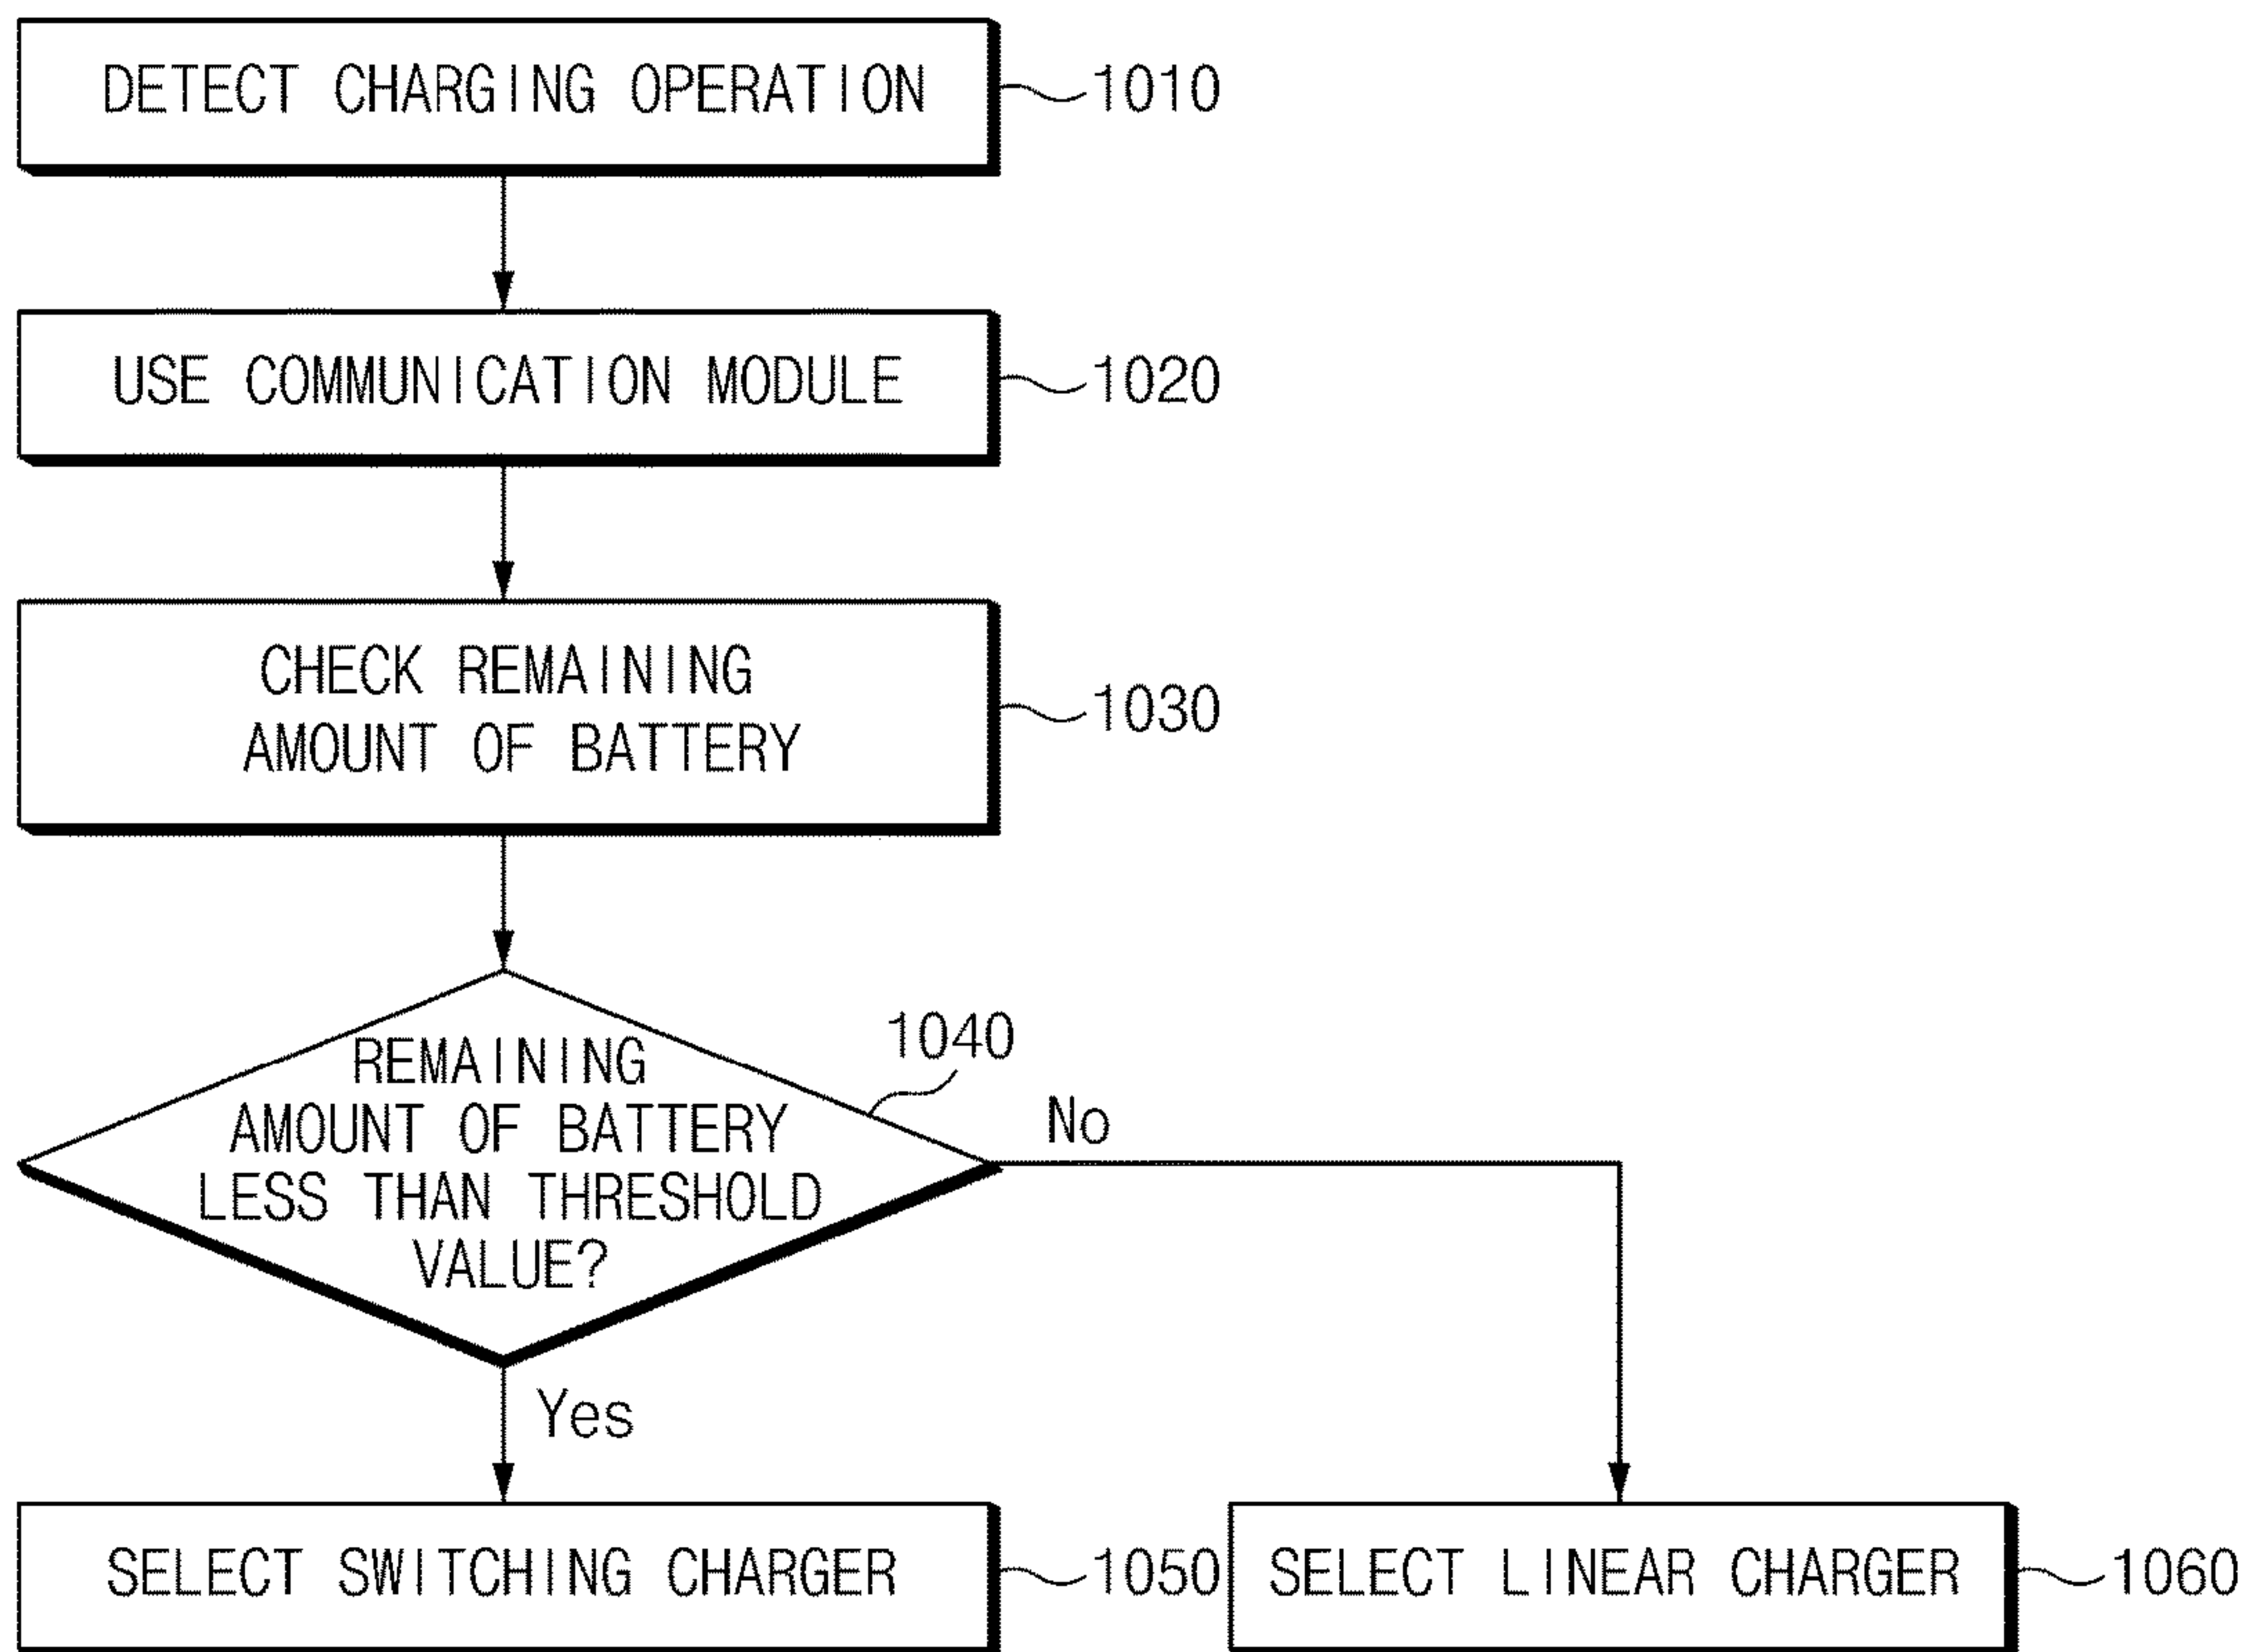 DETECT CHARGING OPERATION
1010
USE COMMUNICATION MODULE
1020
CHECK REMAINING
AMOUNT OF BATTERY
1030
REMAINING
AMOUNT OF BATTERY
LESS THAN THRESHOLD
VALUE?
1040
No
Yes
SELECT SWITCHING CHARGER
1050
SELECT LINEAR CHARGER
1060